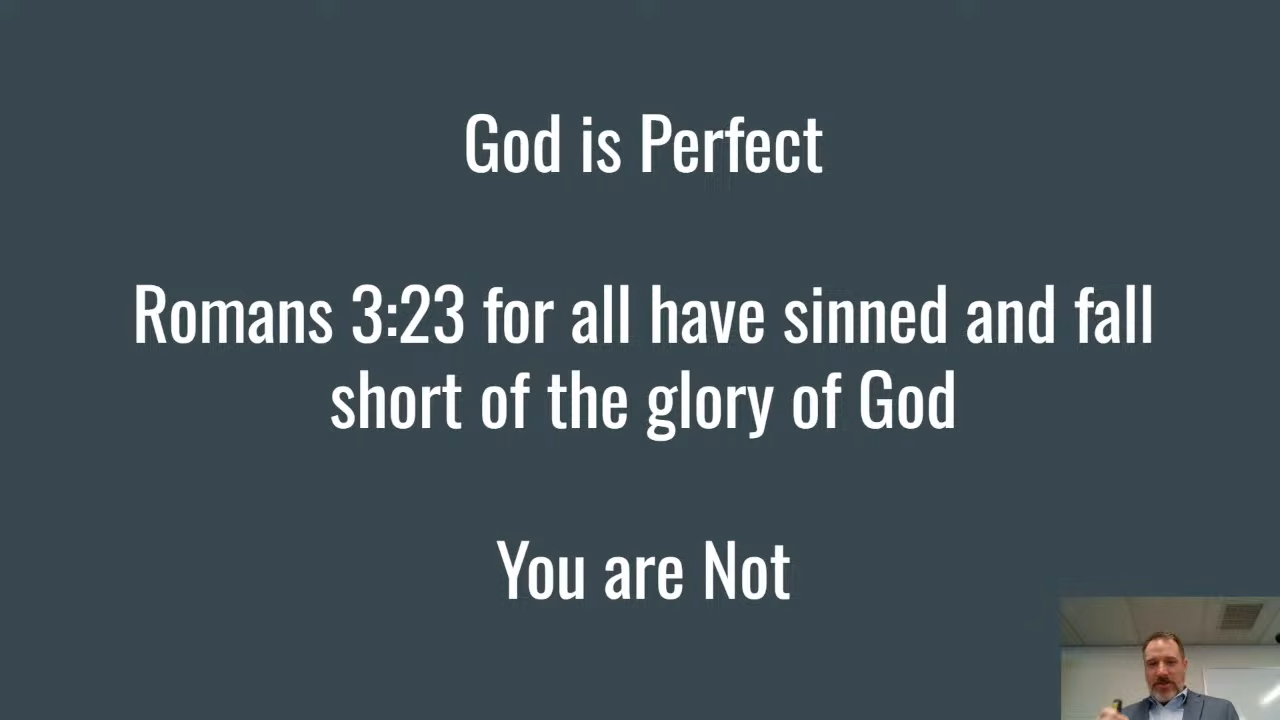 God is Perfect
Romans 3:23 for all have sinned and fall
short of the glory of God
You are Not